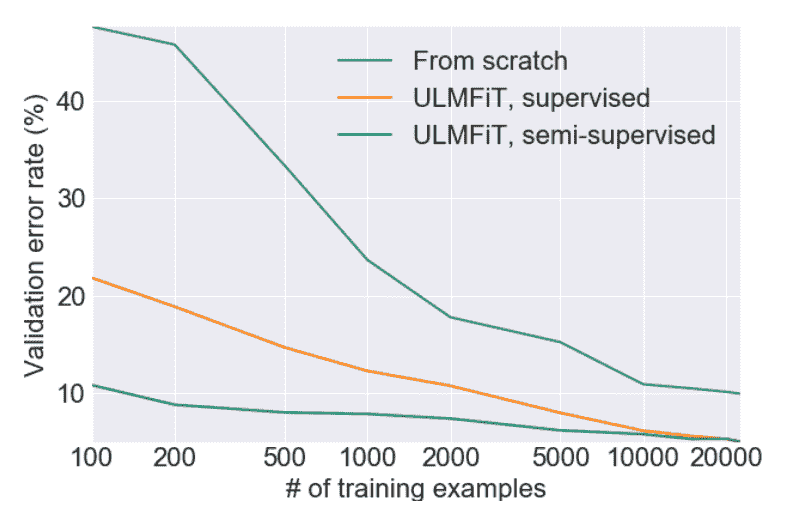 From scratch
ULMFiT, supervised
ULMFiT, semi-supervised
Validation error rate (%)
40
30
20
10
100 200 500 1000 2000 5000 10000 20000
# of training examples